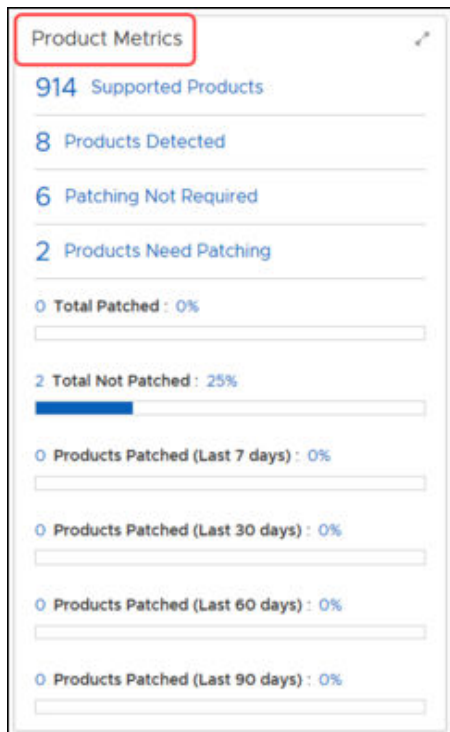 Product Metrics
914 Supported Products
8 Products Detected
6 Patching Not Required
2 Products Need Patching
0 Total Patched : 0%
2 Total Not Patched : 25%
0 Products Patched (Last 7 days) : 0%
0 Products Patched (Last 30 days) : 0%
0 Products Patched (Last 60 days) : 0%
0 Products Patched (Last 90 days) : 0%